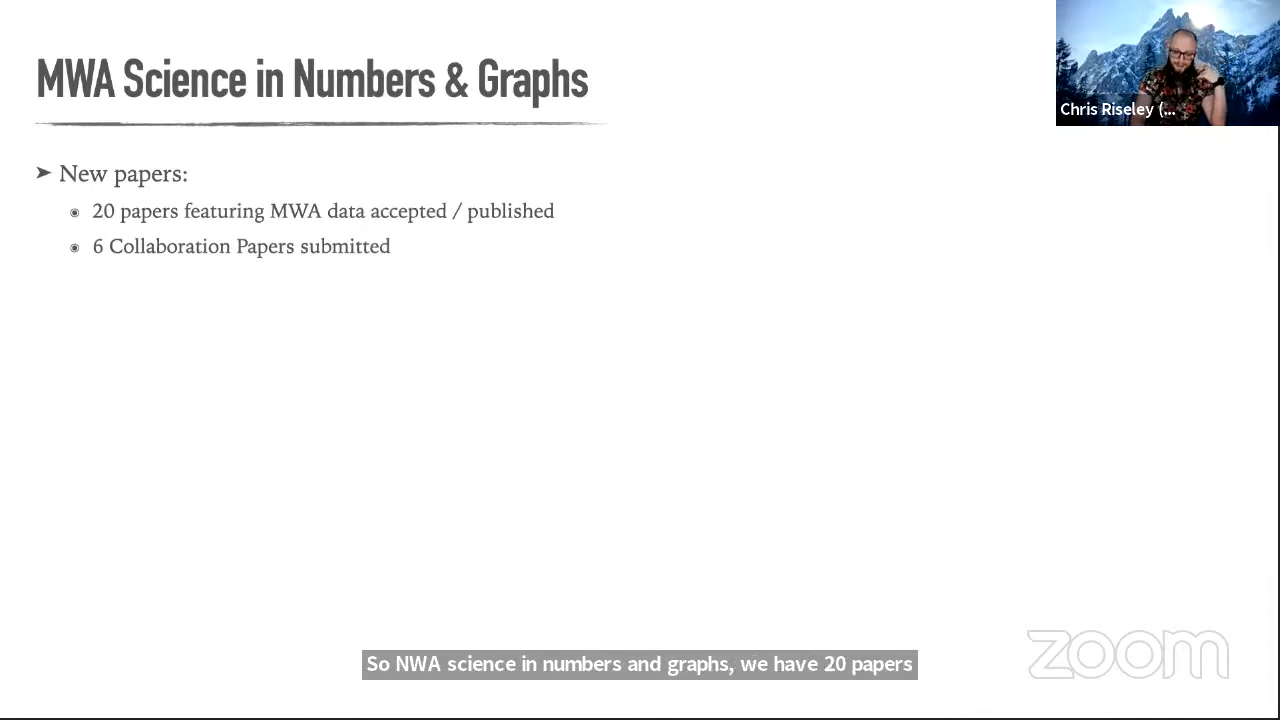 MWA Science in Numbers & Graphs
Chris Riseley (...
➤ New papers:
◉ 20 papers featuring MWA data accepted / published
◉ 6 Collaboration Papers submitted
So NWA science in numbers and graphs, we have 20 papers
zoom